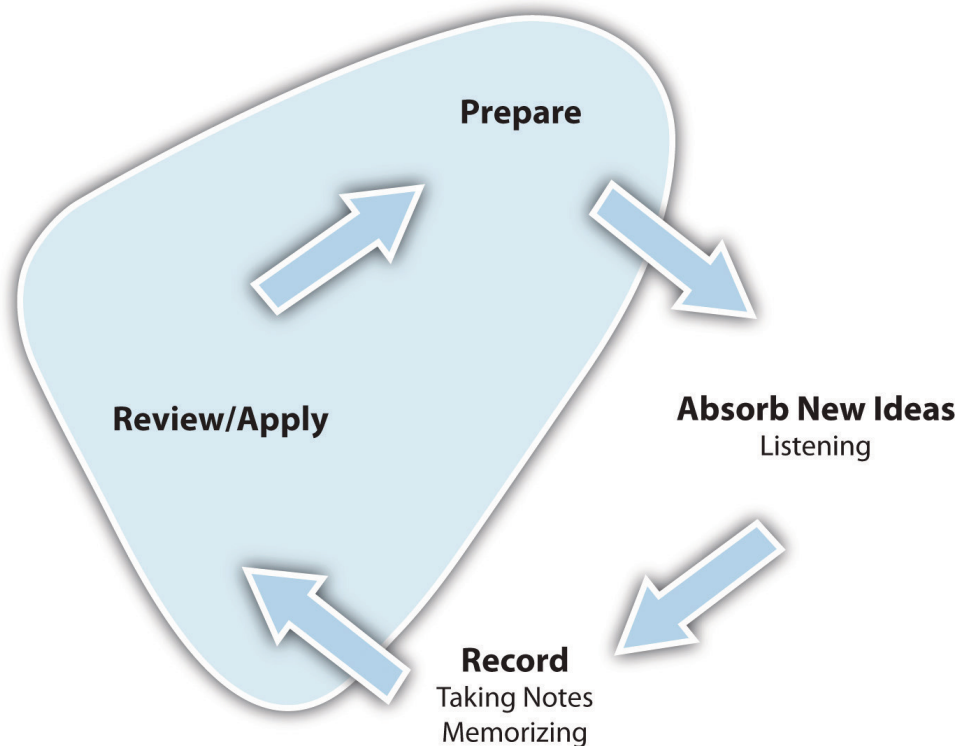 Prepare
Absorb New Ideas
Listening
Record
Taking Notes
Memorizing
Review/Apply